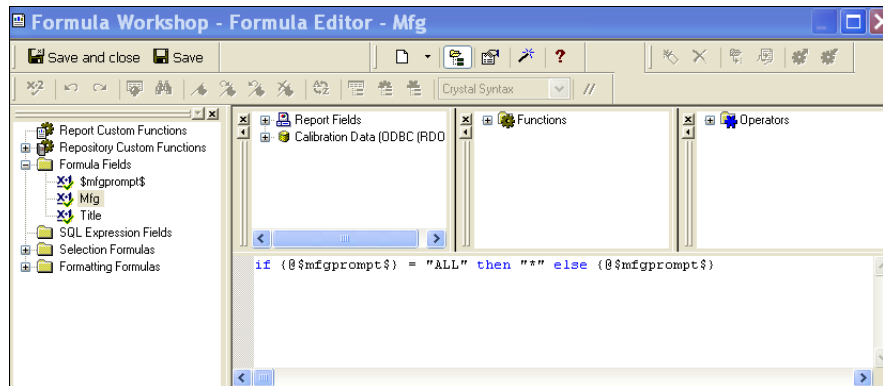 Formula Workshop - Formula Editor - Mfg
Save and close Save
Crystal Syntax //
Report Custom Functions
Repository Custom Functions
Formula Fields
$mfgprompt$
Mfg
Title
SQL Expression Fields
Selection Formulas
Formatting Formulas
Report Fields
Calibration Data (ODBC (RDO
Functions
Operators
if {@$mfgprompt$} = "ALL" then "*" else {@$mfgprompt$}